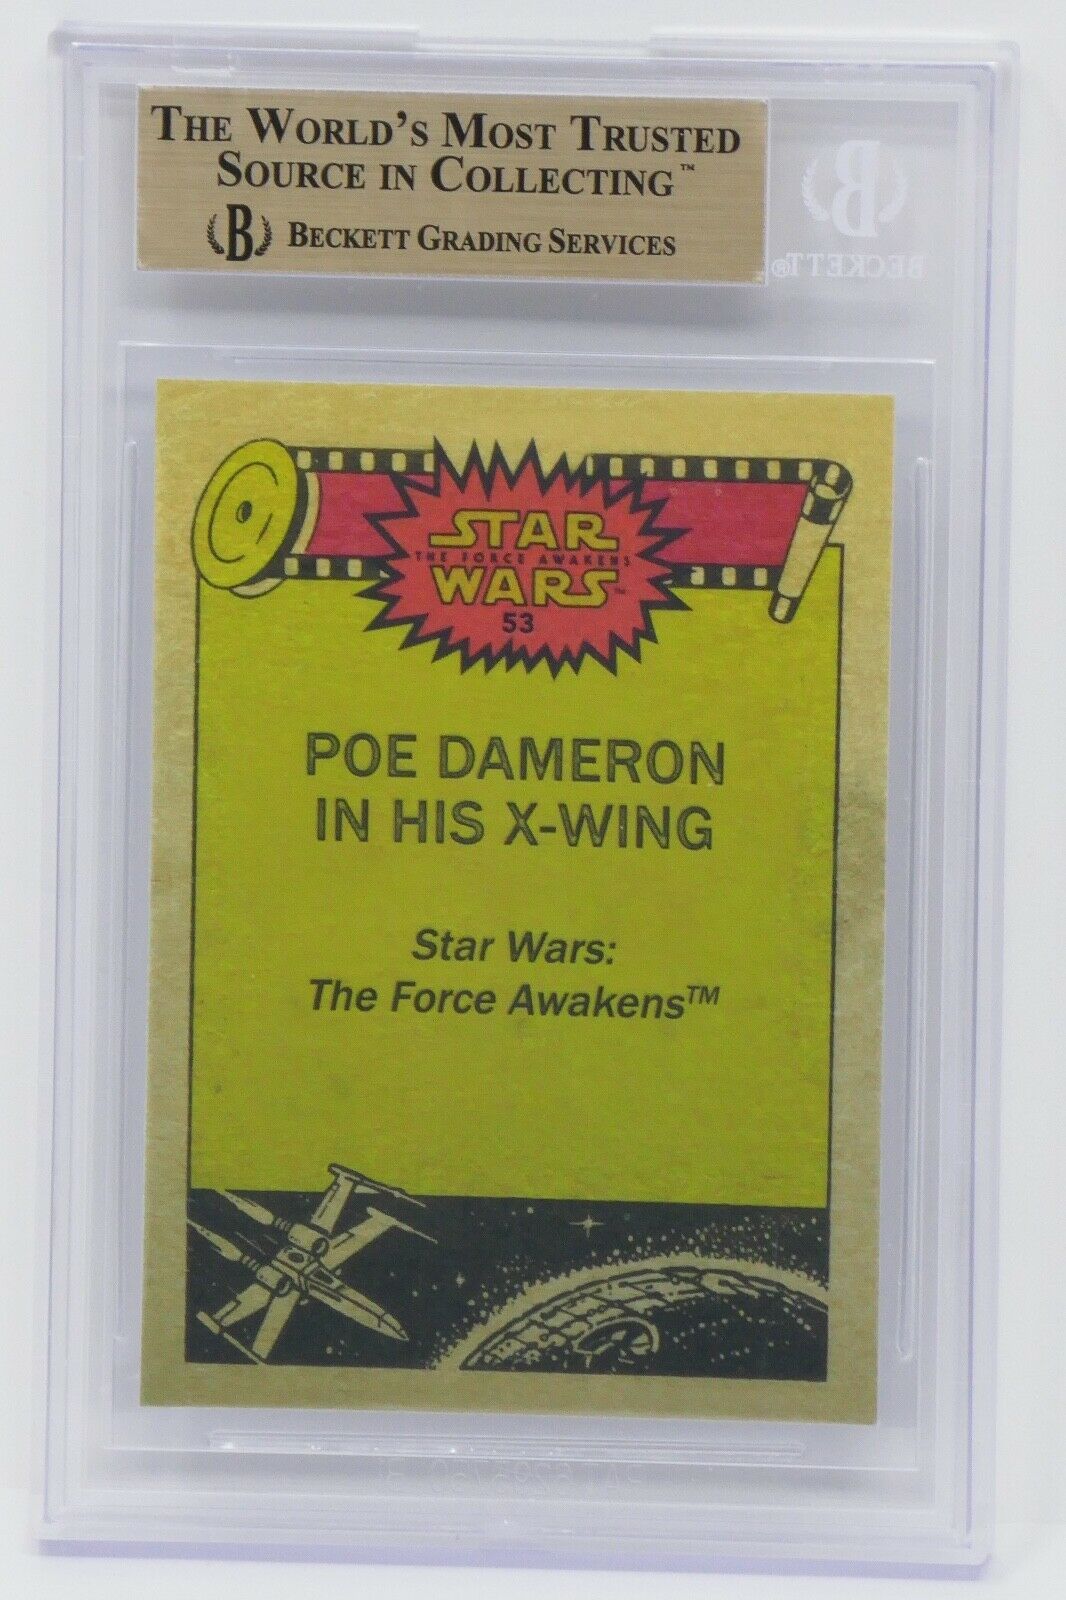 THE WORLD'S MOST TRUSTED
SOURCE IN COLLECTING™
B BECKETT GRADING SERVICES
B
BECKETT®
STAR
THE FORCE AWAKENS
WARS™
53
POE DAMERON
IN HIS X-WING
Star Wars:
The Force Awakens™